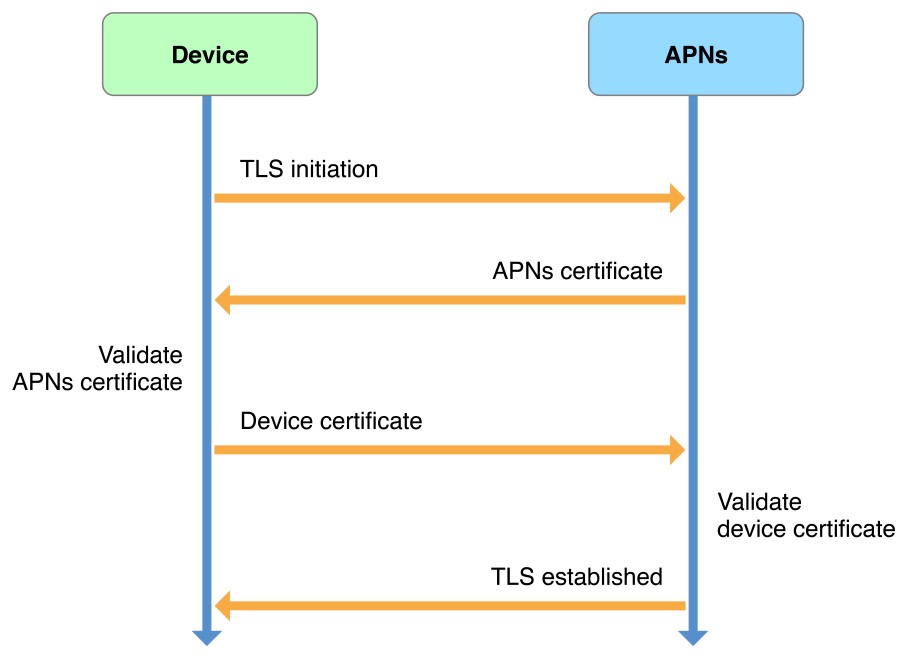 Device
APNs
TLS initiation
APNs certificate
Validate
APNs certificate
Device certificate
Validate
device certificate
TLS established